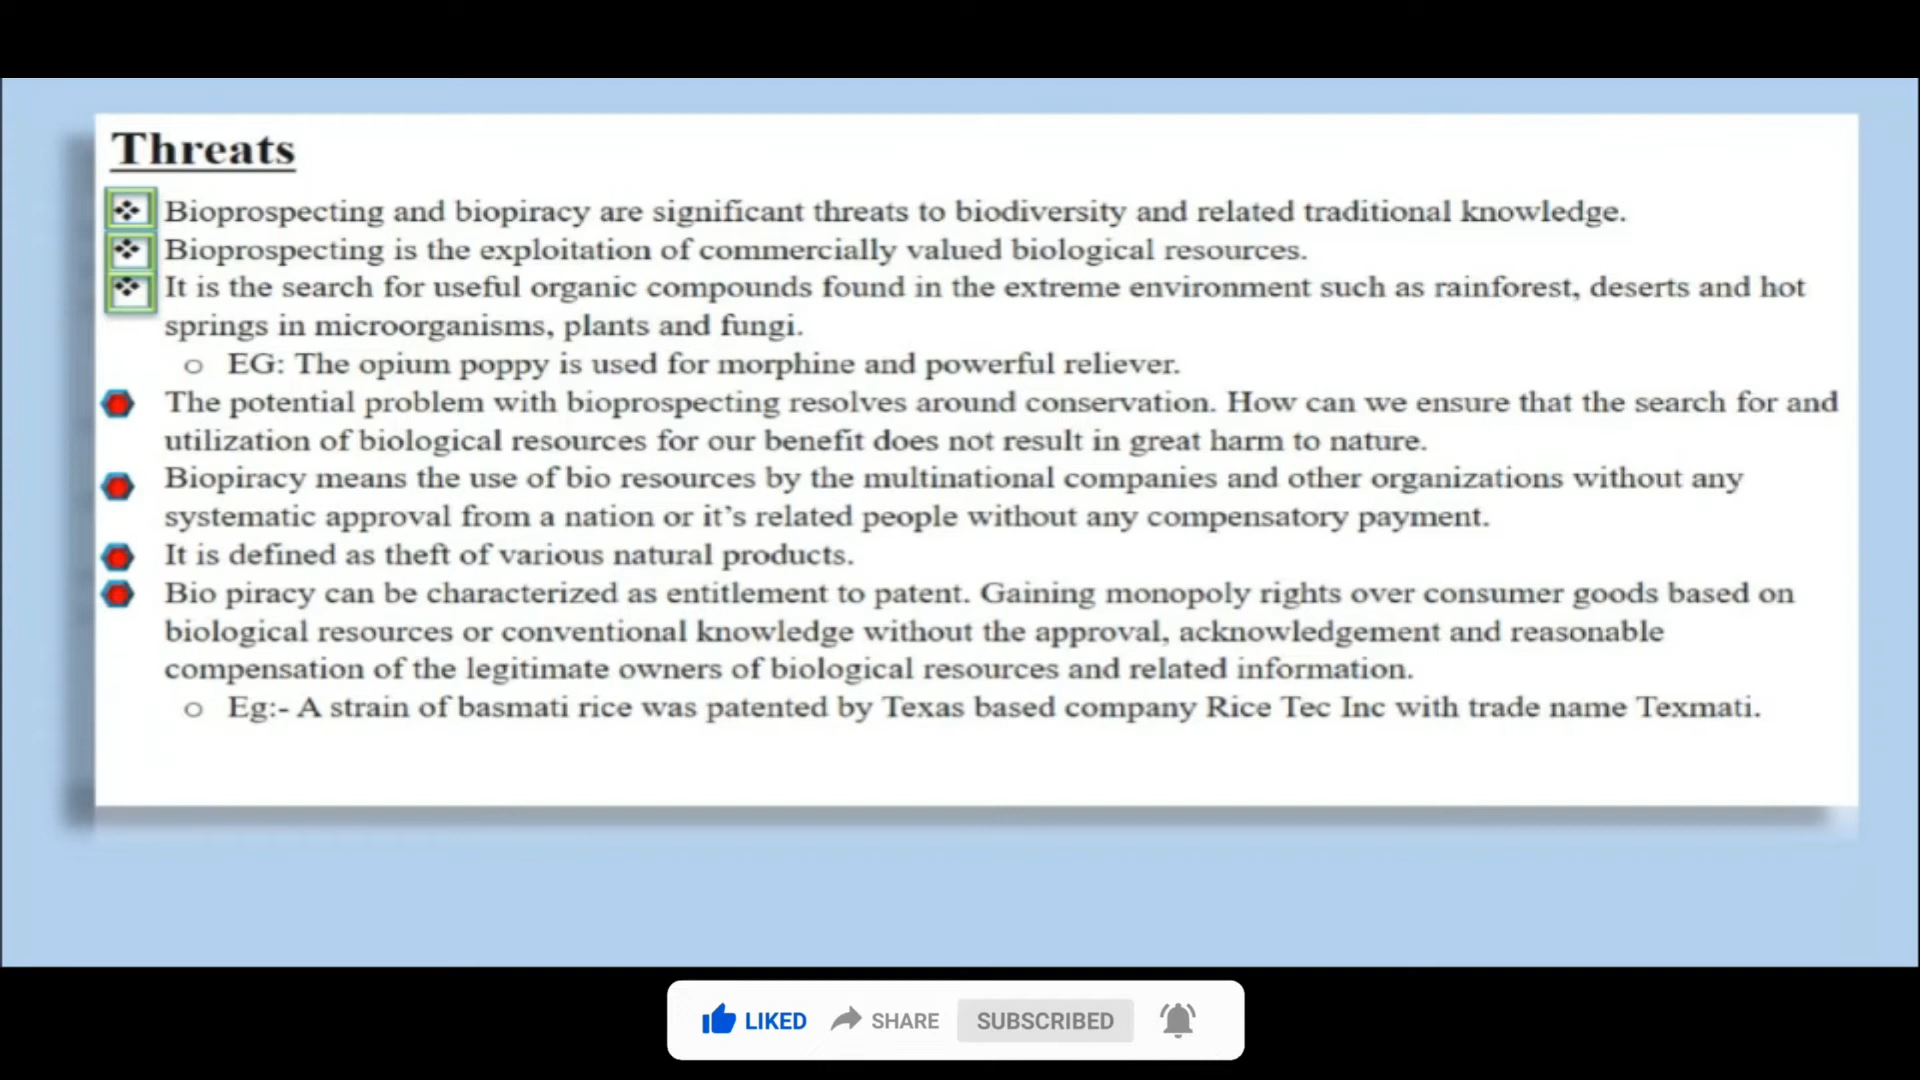 Threats
Bioprospecting and biopiracy are significant threats to biodiversity and related traditional knowledge.
Bioprospecting is the exploitation of commercially valued biological resources.
It is the search for useful organic compounds found in the extreme environment such as rainforest, deserts and hot
springs in microorganisms, plants and fungi.
o EG: The opium poppy is used for morphine and powerful reliever.
The potential problem with bioprospecting resolves around conservation. How can we ensure that the search for and
utilization of biological resources for our benefit does not result in great harm to nature.
Biopiracy means the use of bio resources by the multinational companies and other organizations without any
systematic approval from a nation or it's related people without any compensatory payment.
It is defined as theft of various natural products.
Bio piracy can be characterized as entitlement to patent. Gaining monopoly rights over consumer goods based on
biological resources or conventional knowledge without the approval, acknowledgement and reasonable
compensation of the legitimate owners of biological resources and related information.
o Eg:- A strain of basmati rice was patented by Texas based company Rice Tec Inc with trade name Texmati.
LIKED SHARE SUBSCRIBED